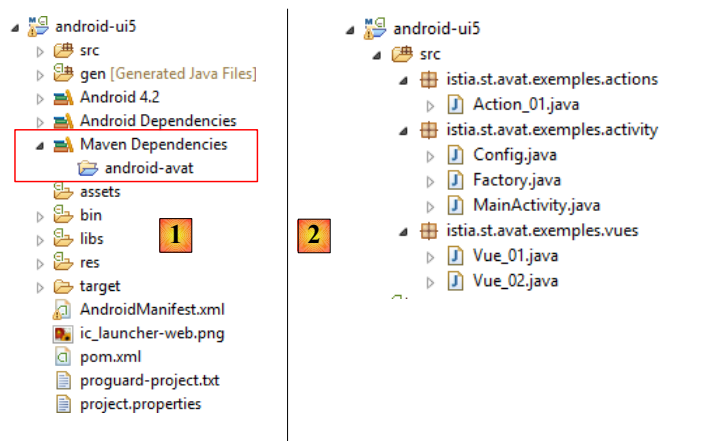 android-ui5
src
gen [Generated Java Files]
Android 4.2
Android Dependencies
Maven Dependencies
android-avat
assets
bin
libs
res
target
AndroidManifest.xml
ic_launcher-web.png
pom.xml
proguard-project.txt
project.properties
1
2
android-ui5
src
istia.st.avat.exemples.actions
Action_01.java
istia.st.avat.exemples.activity
Config.java
Factory.java
MainActivity.java
istia.st.avat.exemples.vues
Vue_01.java
Vue_02.java